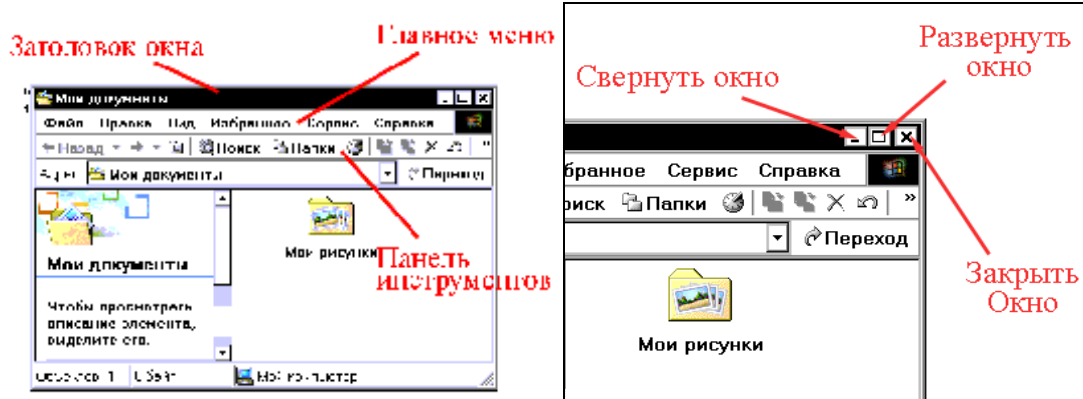 Заголовок окна
Главное меню
Мои документы
Файл Правка Вид Избранное Сервис Справка
Назад Поиск Папки »
Мои документы Переход
Мои документы
Мои рисунки
Панель
инструментов
Чтобы просмотреть
описание элемента,
выделите его.
Мой компьютер
Развернуть
окно
Свернуть окно
бранное Сервис Справка
оиск Папки »
Переход
Мои рисунки
Закрыть
Окно